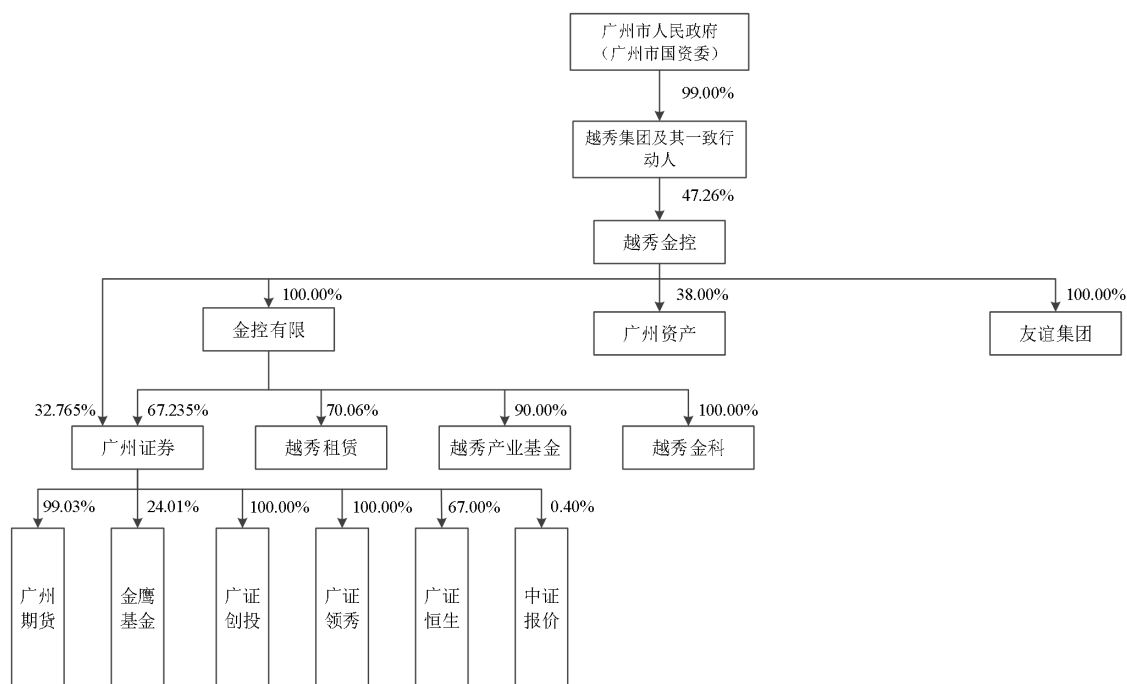 广州市人民政府
（广州市国资委）
99.00%
越秀集团及其一致行
动人
47.26%
越秀金控
100.00%
38.00%
100.00%
金控有限
广州资产
友谊集团
32.765%
67.235%
70.06%
90.00%
100.00%
广州证券
越秀租赁
越秀产业基金
越秀金科
99.03%
24.01%
100.00%
100.00%
67.00%
0.40%
广州
期货
金鹰
基金
广证
创投
广证
领秀
广证
恒生
中证
报价